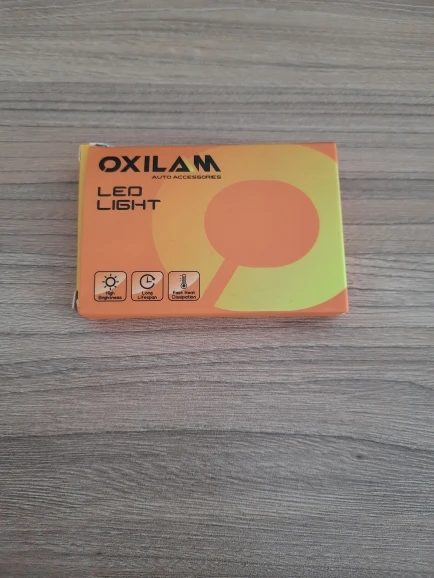 OXILAM
AUTO ACCESSORIES
LED
LIGHT
High
Brightness
Long
Lifespan
Fast Heat
Dissipation